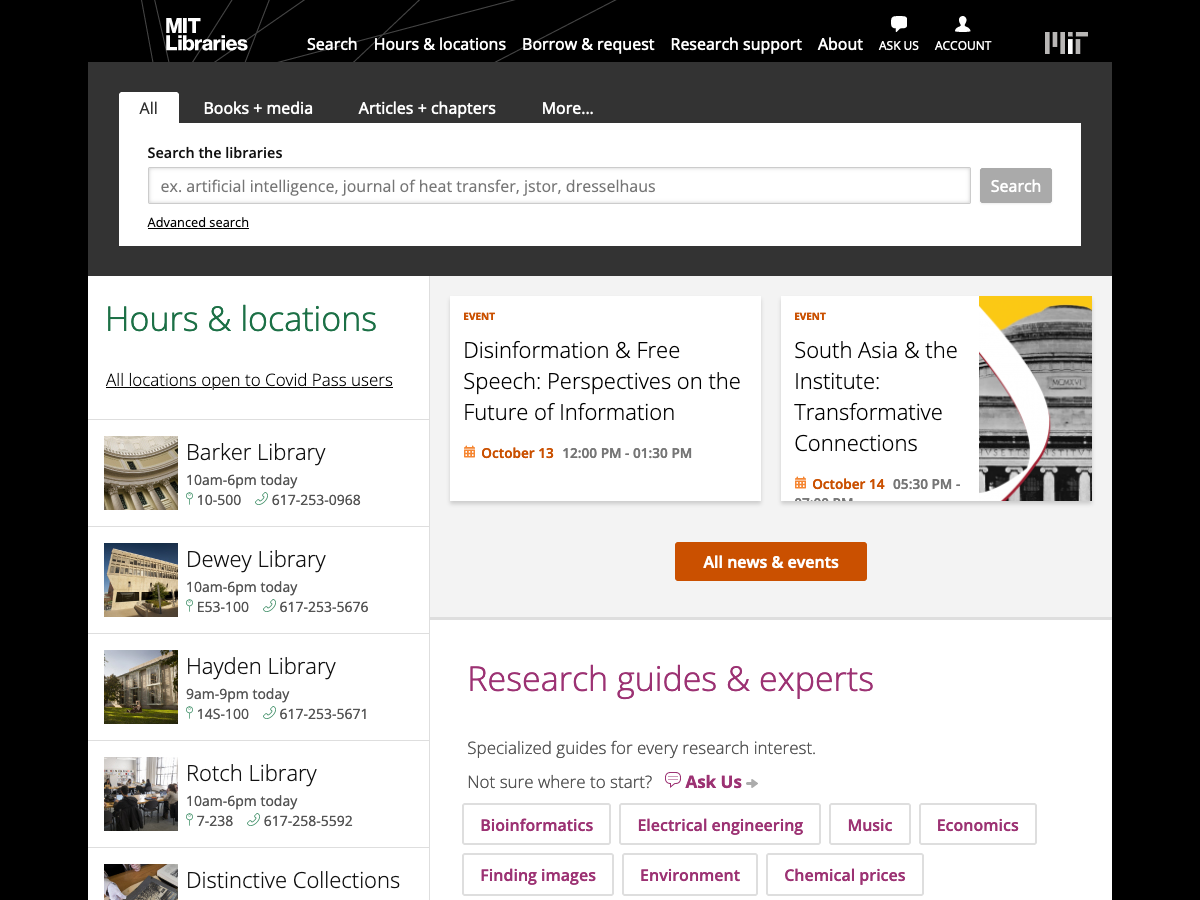 MIT
Libraries
Search Hours & locations Borrow & request Research support About ASK US ACCOUNT
MIT
All Books + media Articles + chapters More...
Search the libraries
ex. artificial intelligence, journal of heat transfer, jstor, dresselhaus Search
Advanced search
Hours & locations
All locations open to Covid Pass users
Barker Library
10am-6pm today
10-500 617-253-0968
Dewey Library
10am-6pm today
E53-100 617-253-5676
Hayden Library
9am-9pm today
14S-100 617-253-5671
Rotch Library
10am-6pm today
7-238 617-258-5592
Distinctive Collections
EVENT
Disinformation & Free
Speech: Perspectives on the
Future of Information
October 13 12:00 PM - 01:30 PM
EVENT
South Asia & the
Institute:
Transformative
Connections
October 14 05:30 PM -
07:00 PM
MCMXVI
All news & events
Research guides & experts
Specialized guides for every research interest.
Not sure where to start? Ask Us
Bioinformatics Electrical engineering Music Economics
Finding images Environment Chemical prices